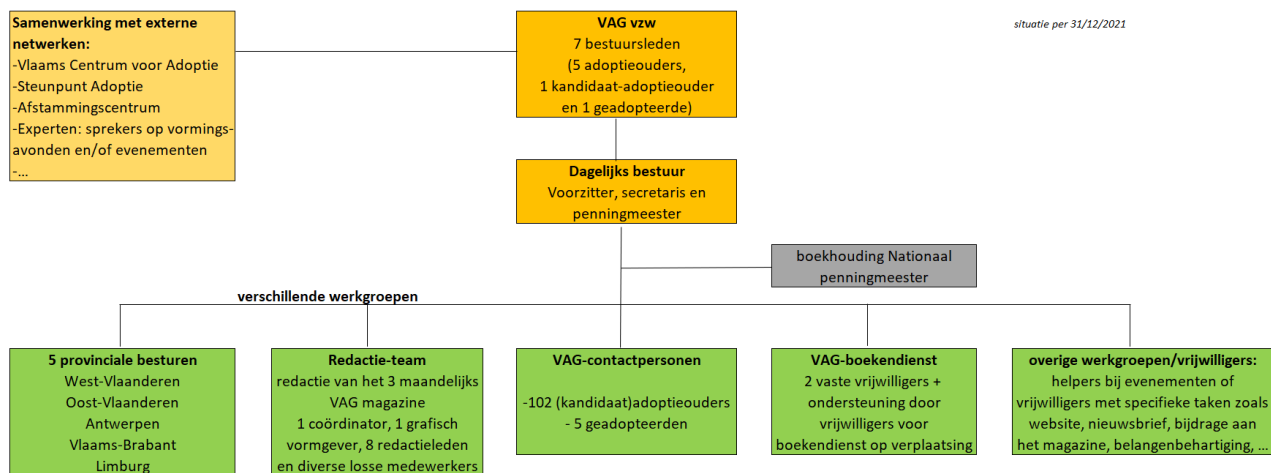 Samenwerking met externe
netwerken:
-Vlaams Centrum voor Adoptie
-Steunpunt Adoptie
-Afstammingscentrum
-Experten: sprekers op vormings-
avonden en/of evenementen
-...
VAG vzw
7 bestuursleden
(5 adoptieouders,
1 kandidaat-adoptieouder
en 1 geadopteerde)
situatie per 31/12/2021
Dagelijks bestuur
Voorzitter, secretaris en
penningmeester
boekhouding Nationaal
penningmeester
verschillende werkgroepen
5 provinciale besturen
West-Vlaanderen
Oost-Vlaanderen
Antwerpen
Vlaams-Brabant
Limburg
Redactie-team
redactie van het 3 maandelijks
VAG magazine
1 coördinator, 1 grafisch
vormgever, 8 redactieleden
en diverse losse medewerkers
VAG-contactpersonen
-102 (kandidaat)adoptieouders
- 5 geadopteerden
VAG-boekendienst
2 vaste vrijwilligers +
ondersteuning door
vrijwilligers voor
boekendienst op verplaatsing
overige werkgroepen/vrijwilligers:
helpers bij evenementen of
vrijwilligers met specifieke taken zoals
website, nieuwsbrief, bijdrage aan
het magazine, belangenbehartiging, ...